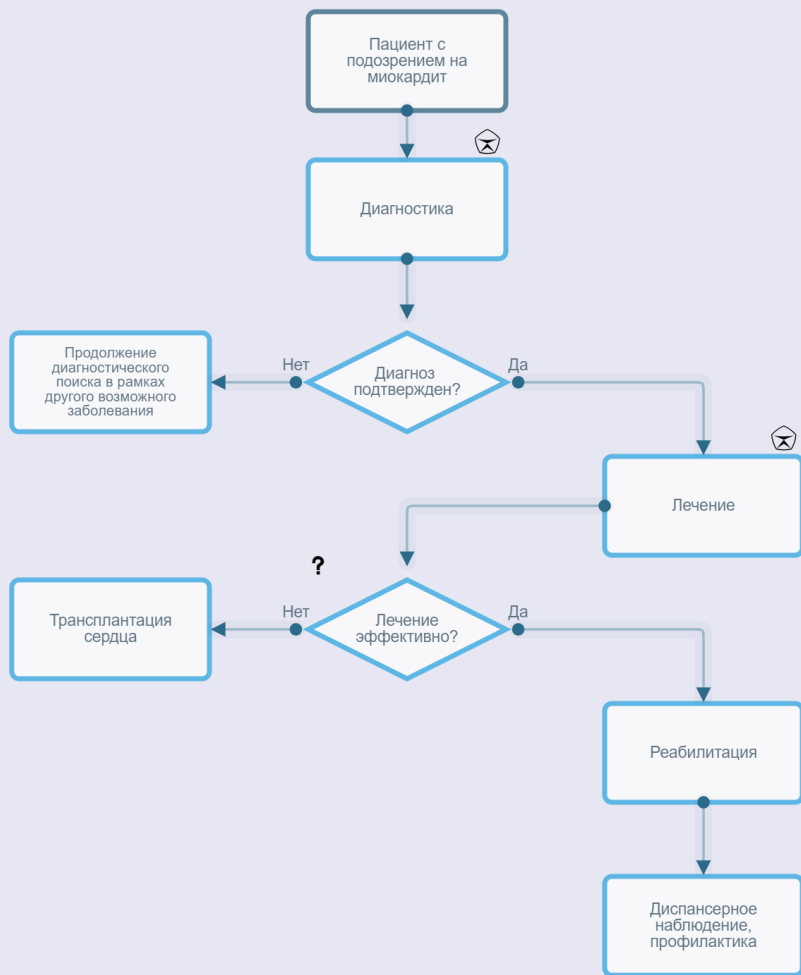 Пациент с
подозрением на
миокардит
Диагностика
Продолжение
диагностического
поиска в рамках
другого возможного
заболевания
Нет
Диагноз
подтвержден?
Да
Лечение
?
Трансплантация
сердца
Нет
Лечение
эффективно?
Да
Реабилитация
Диспансерное
наблюдение,
профилактика